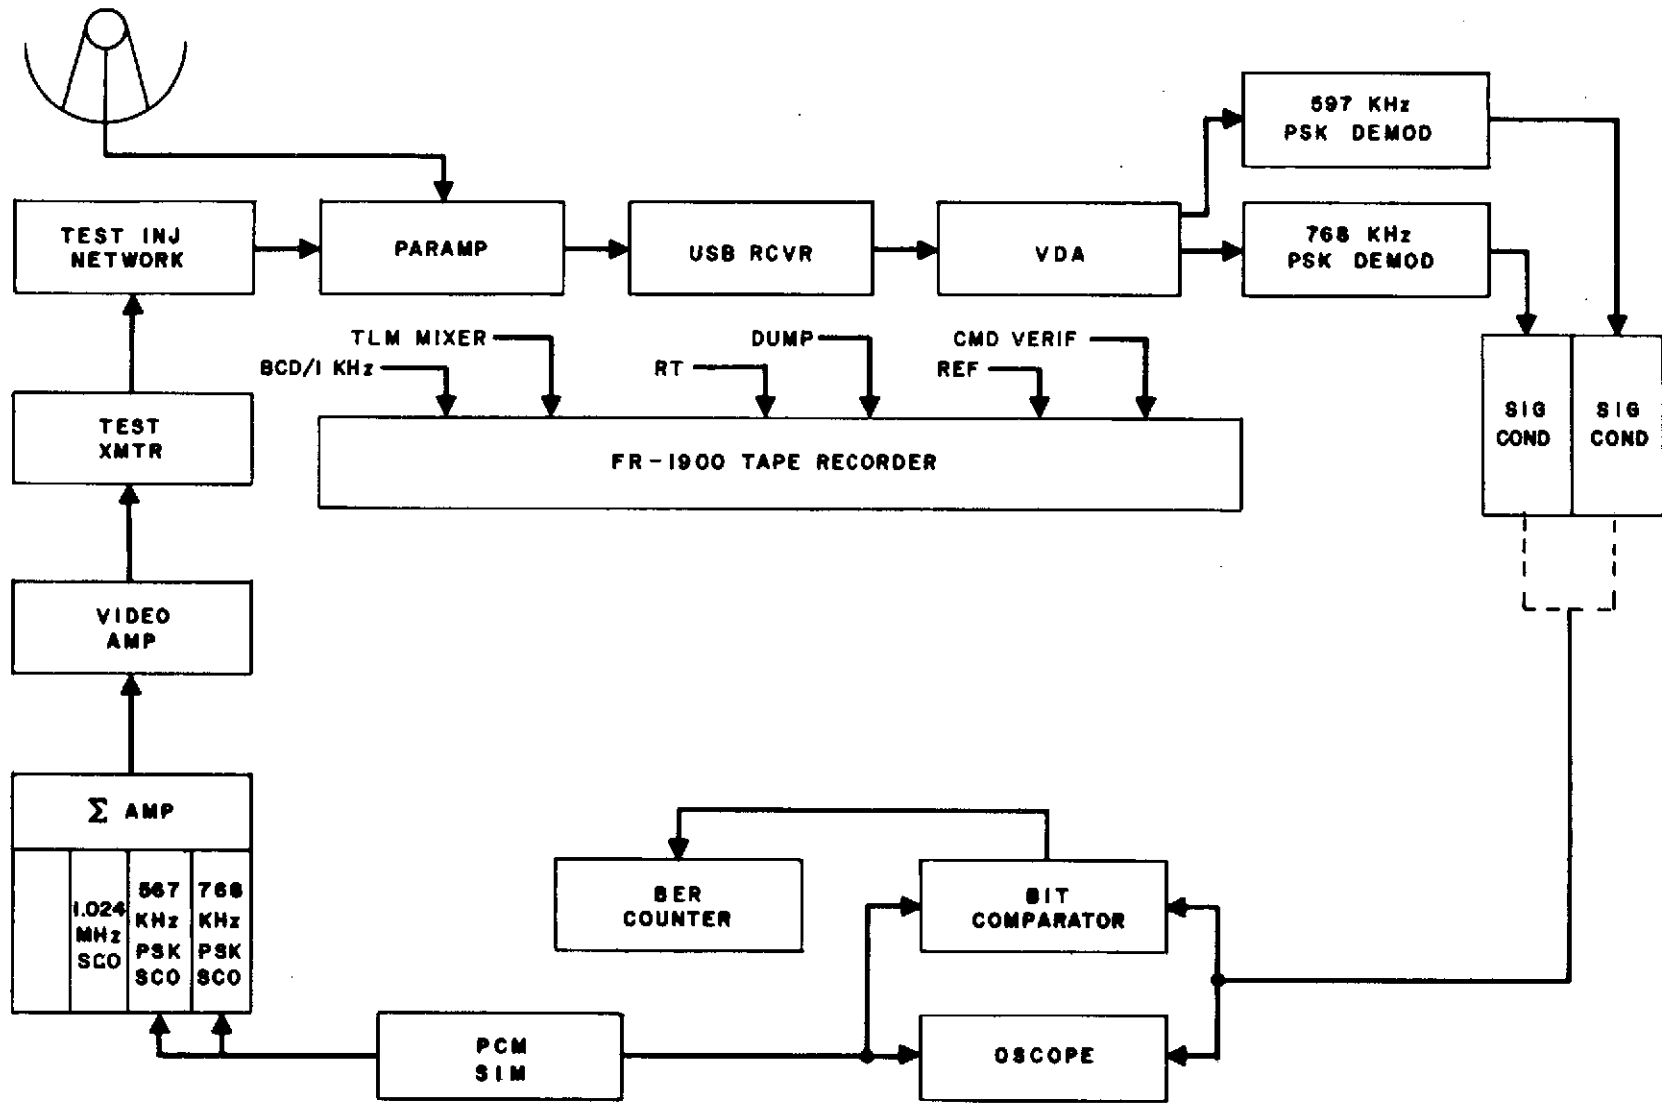 597 KHz
PSK DEMOD
TEST INJ
NETWORK
PARAMP
USB RCVR
VDA
768 KHz
PSK DEMOD
TLM MIXER
DUMP
CMD VERIF
BCD/1 KHz
RT
REF
TEST
XMTR
FR-1900 TAPE RECORDER
SIG
COND
SIG
COND
VIDEO
AMP
Σ AMP
1.024
MHz
SCO
567
KHz
PSK
SCO
768
KHz
PSK
SCO
BER
COUNTER
BIT
COMPARATOR
PCM
SIM
OSCOPE